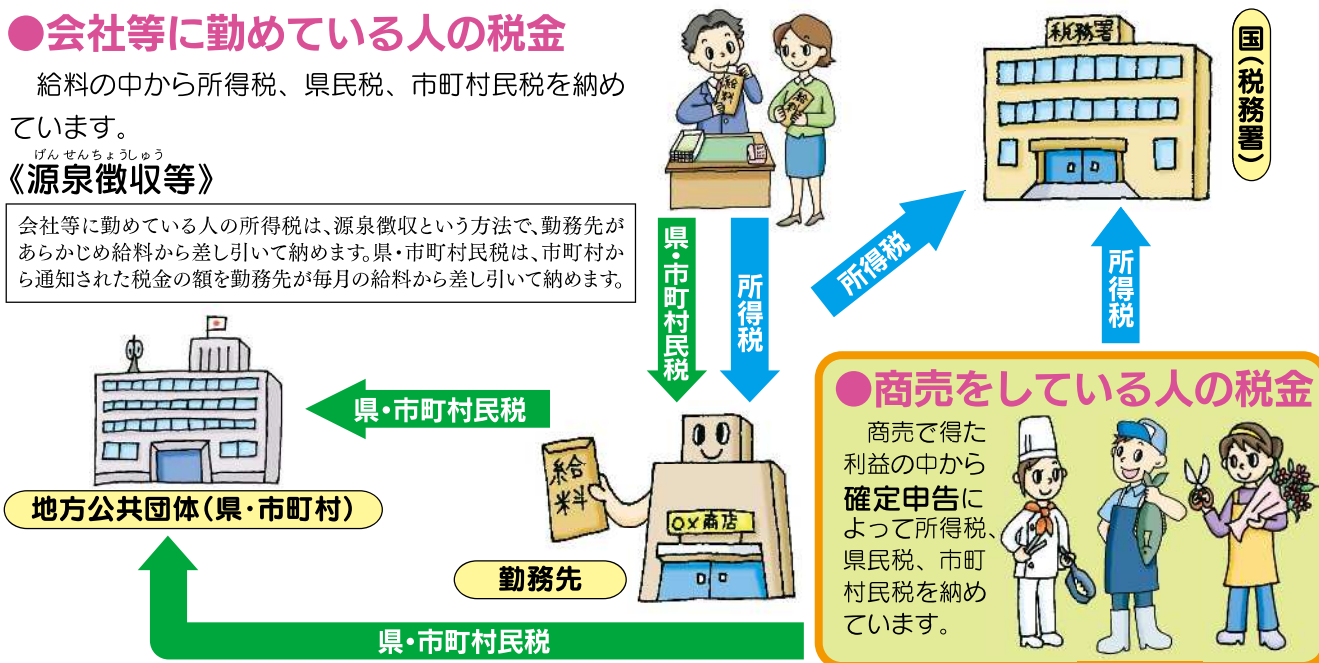 ●会社等に勤めている人の税金
給料の中から所得税、県民税、市町村民税を納め
ています。
げんせんちょうしゅう
《源泉徴収等》
会社等に勤めている人の所得税は、源泉徴収という方法で、勤務先が
あらかじめ給料から差し引いて納めます。県・市町村民税は、市町村か
ら通知された税金の額を勤務先が毎月の給料から差し引いて納めます。
給料
給料
税務署
国(税務署)
県・市町村民税
所得税
所得税
所得税
県・市町村民税
地方公共団体(県・市町村)
給料
〇×商店
勤務先
県・市町村民税
●商売をしている人の税金
商売で得た
利益の中から
確定申告に
よって所得税、
県民税、市町
村民税を納め
ています。